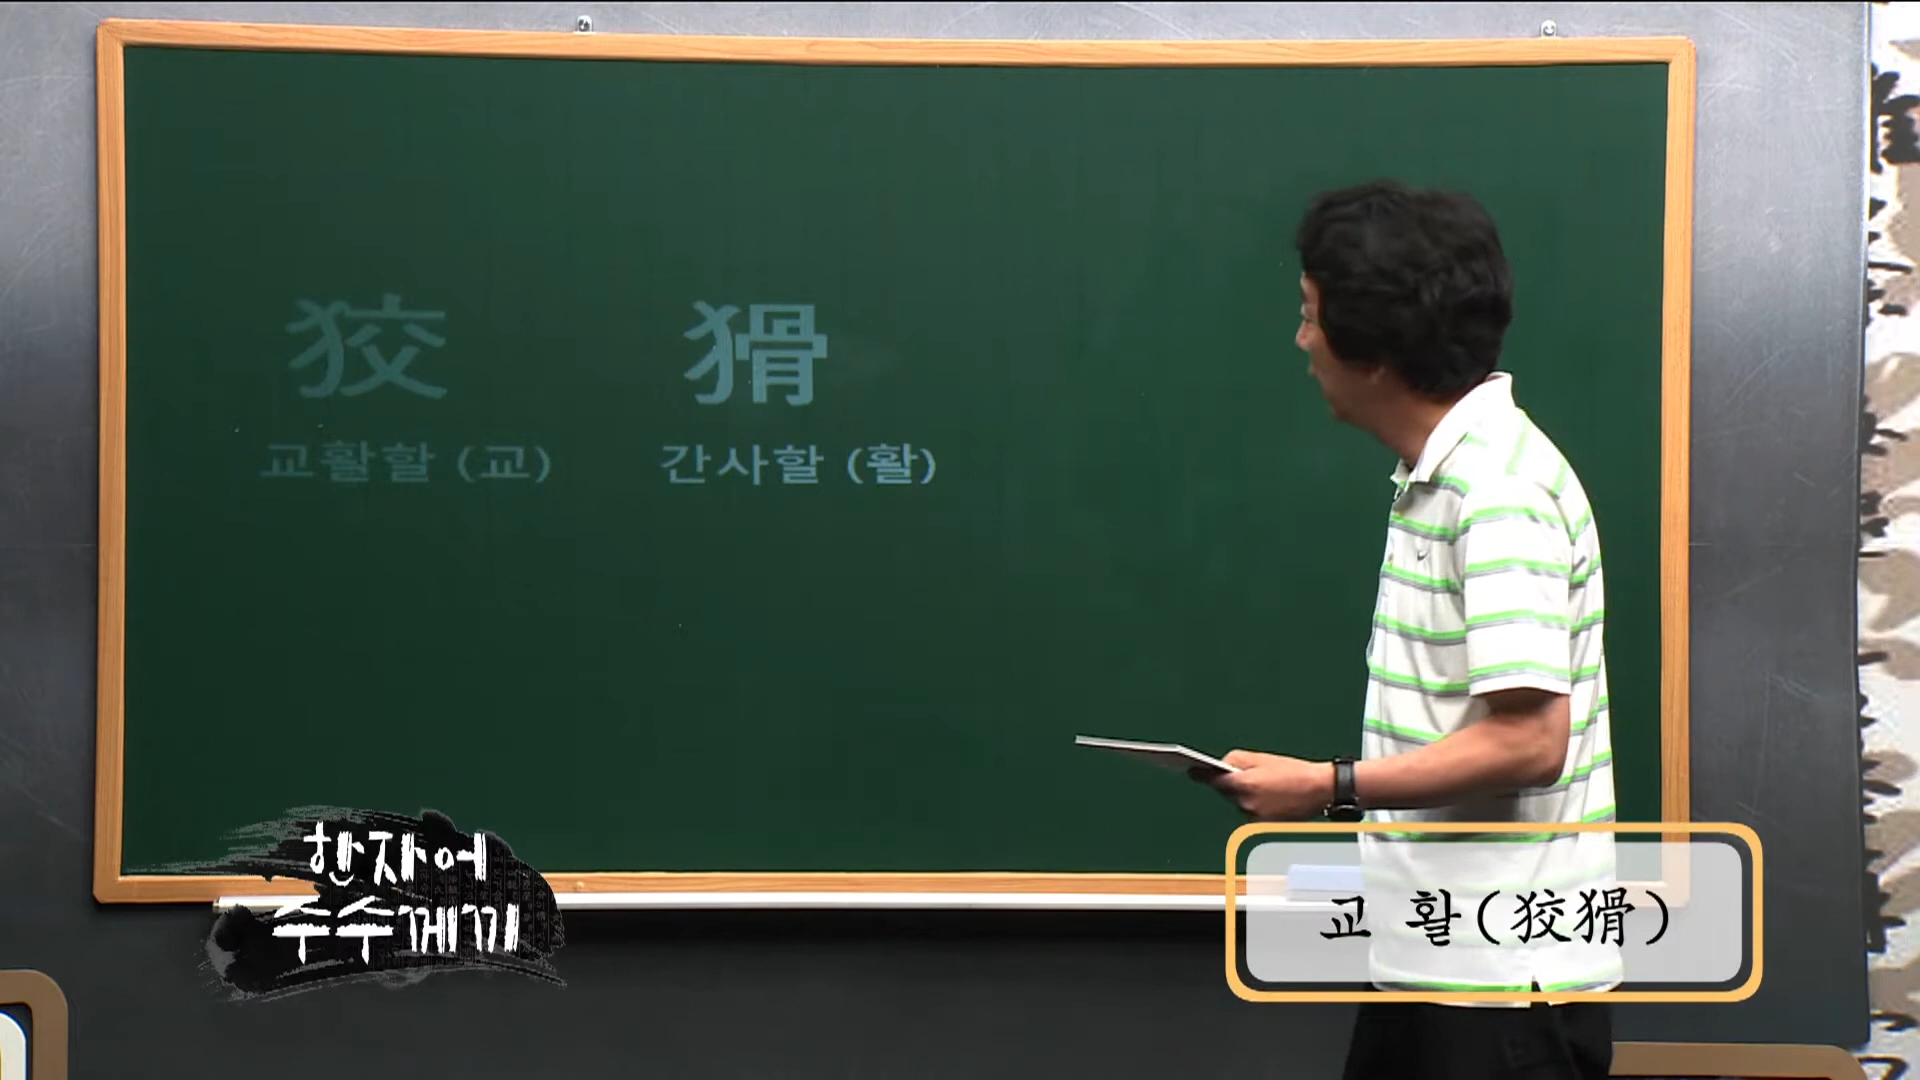 狡 猾
교활할 (교) 간사할 (활)
한자어
수수께끼
교 활(狡猾)